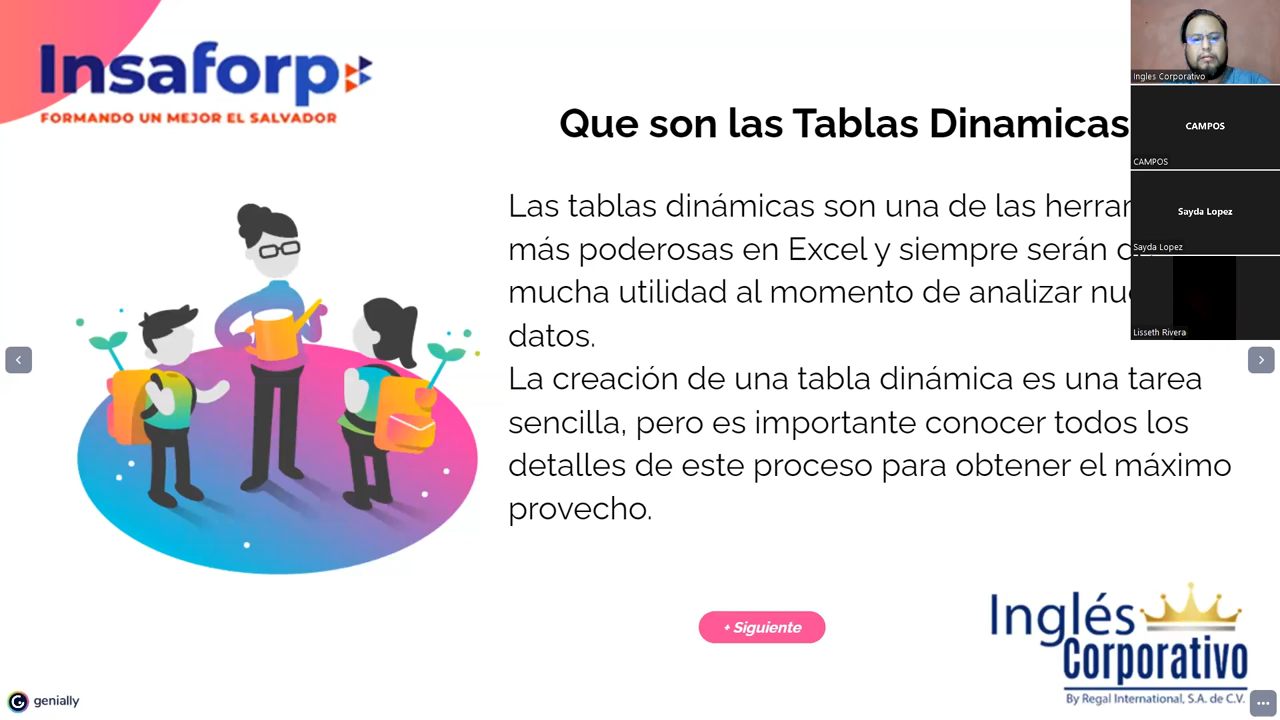 Insaforp
FORMANDO UN MEJOR EL SALVADOR
Que son las Tablas Dinamicas
Las tablas dinámicas son una de las
más poderosas en Excel y siempre serán
mucha utilidad al momento de analizar
datos.
La creación de una tabla dinámica es una tarea
sencilla, pero es importante conocer todos los
detalles de este proceso para obtener el máximo
provecho.
+ Siguiente
Inglés
Corporativo
By Regal International, S.A. de C.V.
genially
Ingles Corporativo
CAMPOS
CAMPOS
Sayda Lopez
Sayda Lopez
Lisseth Rivera